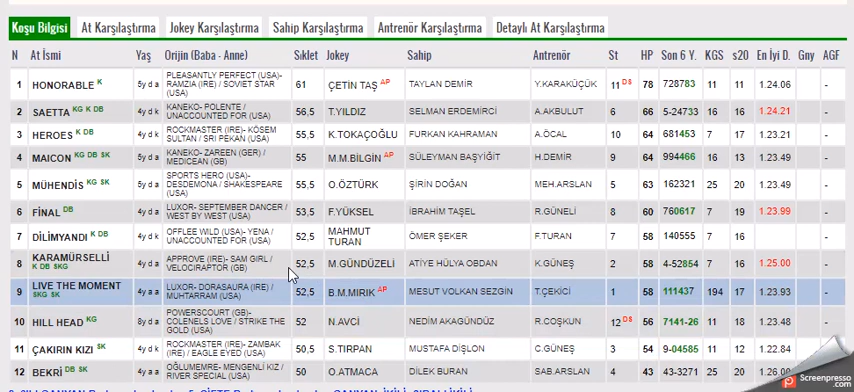 Koşu Bilgisi At Karşılaştırma Jokey Karşılaştırma Sahip Karşılaştırma Antrenör Karşılaştırma Detaylı At Karşılaştırma
N At İsmi Yaş Orijin (Baba - Anne) Sıklet Jokey Sahip Antrenör St HP Son 6 Y. KGS s20 En İyi D. Gny AGF
1 HONORABLE K 5y d a PLEASANTLY PERFECT (USA)- RAMZIA (IRE) / SOVIET STAR (USA) 61 ÇETİN TAŞ AP TAYLAN DEMİR Y.KARAKÜÇÜK 11 DS 78 728783 11 11 1.24.06 -
2 SAETTA KG K DB 4y d k KANEKO- POLENTE / UNACCOUNTED FOR (USA) 56,5 T.YILDIZ SELMAN ERDEMİRCİ A.AKBULUT 6 66 5-24733 16 16 1.24.21 -
3 HEROES K DB 4y d k ROCKMASTER (IRE)- KÖSEM SULTAN / SRI PEKAN (USA) 55,5 K.TOKAÇOĞLU FURKAN KAHRAMAN A.ÖCAL 10 64 681453 7 17 1.23.21 -
4 MAICON KG DB SK 4y d a KANEKO- ZAREEN (GER) / MEDICEAN (GB) 55 M.M.BİLGİN AP SÜLEYMAN BAŞYİĞİT H.DEMİR 9 64 994466 16 13 1.23.49 -
5 MÜHENDİS KG SK 4y d a SPORTS HERO (USA)- DESDEMONA / SHAKESPEARE (USA) 55,5 O.ÖZTÜRK ŞİRİN DOĞAN MEH.ARSLAN 5 63 162321 25 20 1.23.49 -
6 FİNAL DB 4y d a LUXOR- SEPTEMBER DANCER / WEST BY WEST (USA) 53,5 F.YÜKSEL İBRAHİM TAŞEL R.GÜNELİ 8 60 760617 7 19 1.23.99 -
7 DİLİMYANDI K DB 4y d k OFFLEE WILD (USA)- YENA / UNACCOUNTED FOR (USA) 52,5 MAHMUT TURAN ÖMER ŞEKER F.TURAN 7 58 140555 7 16 -
8 KARAMÜRSELLİ K DB SKG 4y d a APPROVE (IRE)- SAM GIRL / VELOCIRAPTOR (GB) 52,5 M.GÜNDÜZELİ ATİYE HÜLYA OBDAN K.GÜNEŞ 2 58 4-52854 7 16 1.25.00 -
9 LIVE THE MOMENT SKG SK 4y a a LUXOR- DORASAURA (IRE) / MUHTARRAM (USA) 52,5 B.M.MIRIK AP MESUT VOLKAN SEZGIN T.ÇEKİCİ 1 58 111437 194 17 1.23.93 -
10 HILL HEAD KG 8y d a POWERSCOURT (GB)- COLENELS LOVE / STRIKE THE GOLD (USA) 52 N.AVCİ NEDİM AKAGÜNDÜZ R.COŞKUN 12 DS 56 7141-26 11 18 1.23.48
11 ÇAKIRIN KIZI SK 4y d k ROCKMASTER (IRE)- ZAMBAK (IRE) / EAGLE EYED (USA) 50,5 S.TIRPAN MUSTAFA DİŞLON C.GÜNEŞ 3 54 9-04585 11 12 1.22.84
12 BEKRİ DB SK 4y a a OĞLUMEMRE- MENGENLİ KIZ / RIVER SPECIAL (USA) 50 O.ATMACA DİLEK BURAN SAB.ARSLAN 4 43 43-3271 25 20
Screenpresso.com